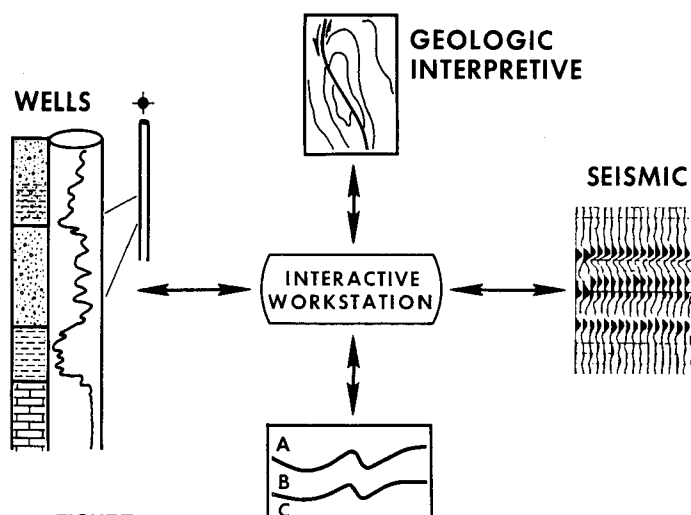 GEOLOGIC
INTERPRETIVE
WELLS
SEISMIC
INTERACTIVE
WORKSTATION
A
B
C